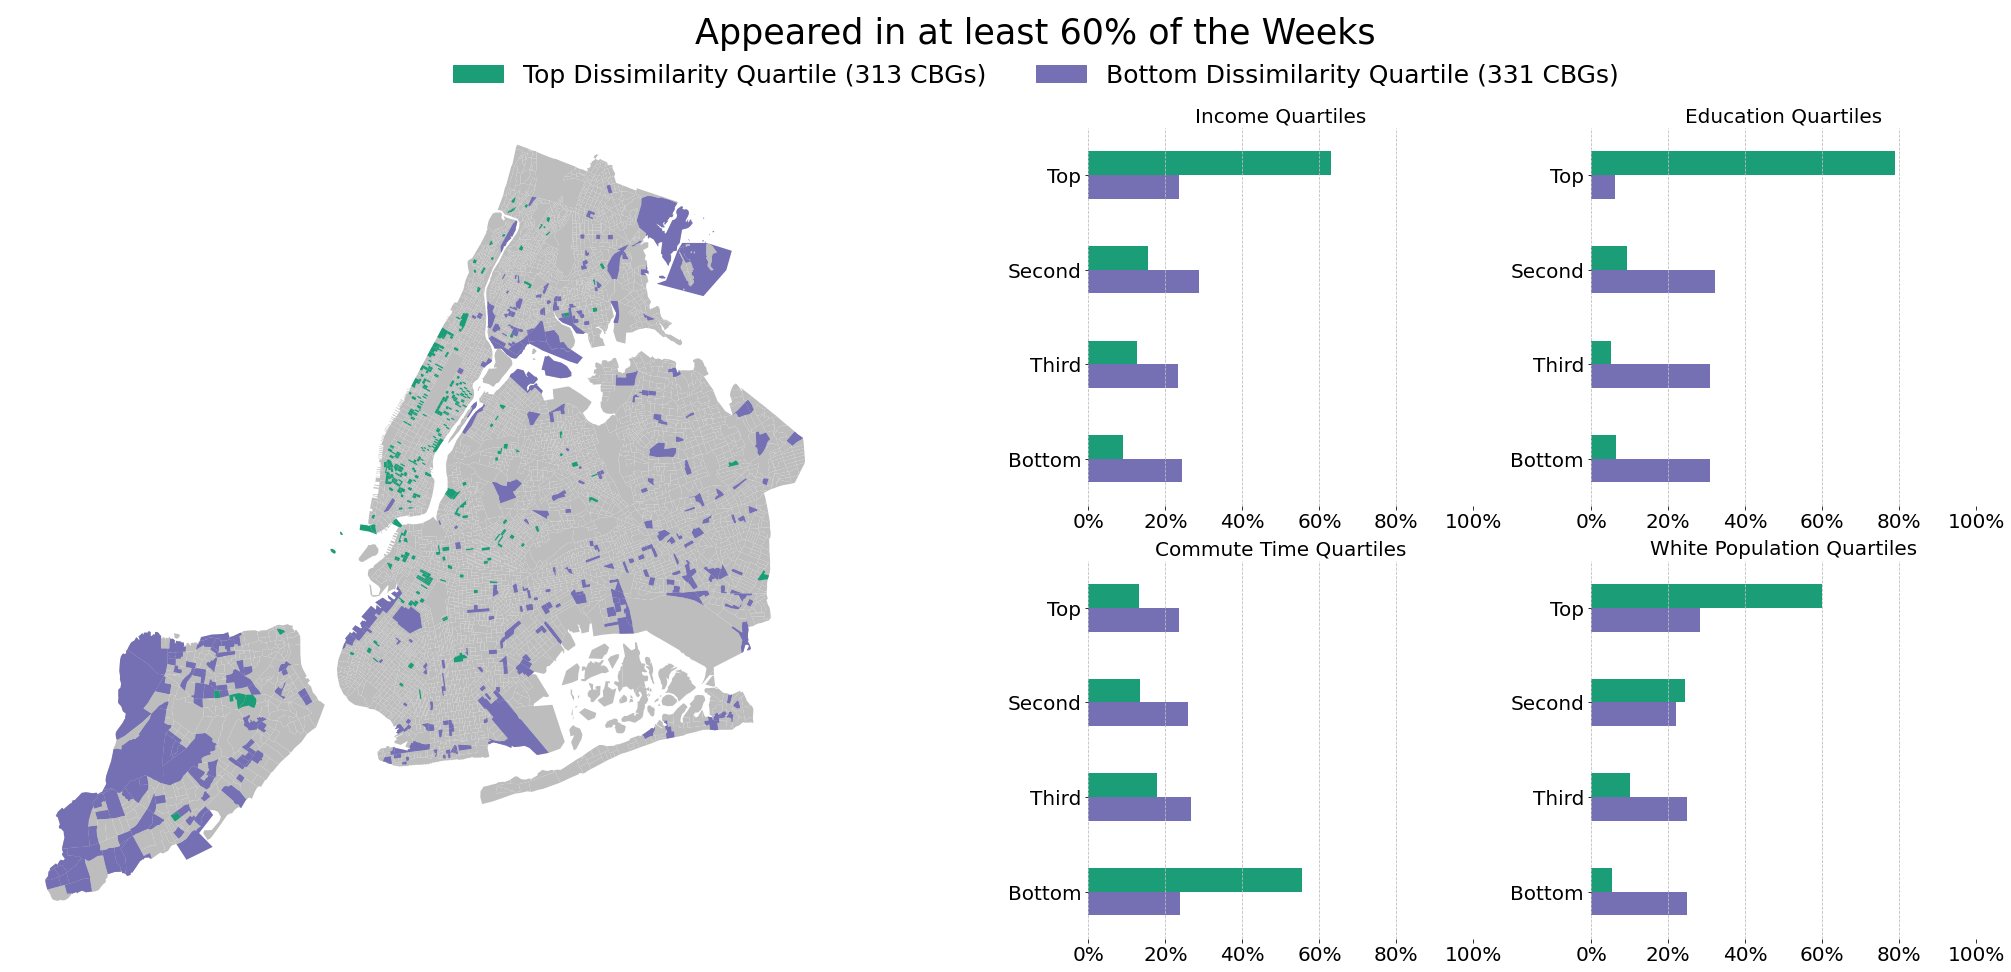 Appeared in at least 60% of the Weeks
Top Dissimilarity Quartile (313 CBGs)
Bottom Dissimilarity Quartile (331 CBGs)
Income Quartiles
Top
Second
Third
Bottom
0% 20% 40% 60% 80% 100%
Education Quartiles
Top
Second
Third
Bottom
0% 20% 40% 60% 80% 100%
Commute Time Quartiles
Top
Second
Third
Bottom
0% 20% 40% 60% 80% 100%
White Population Quartiles
Top
Second
Third
Bottom
0% 20% 40% 60% 80% 100%